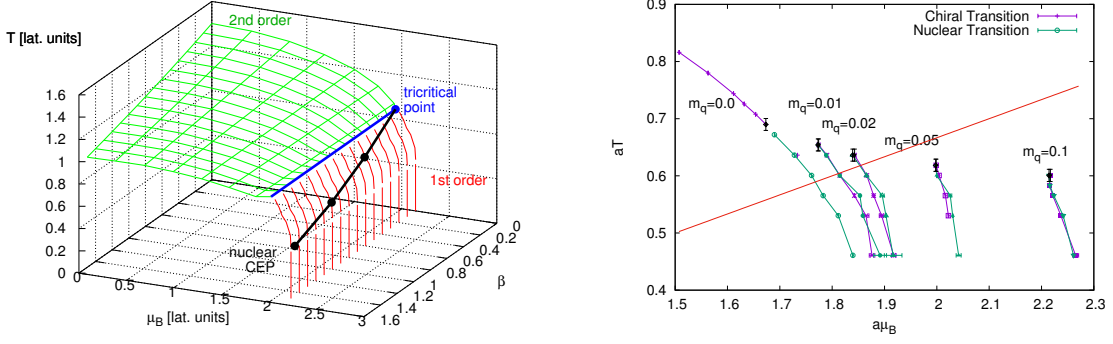 T [lat. units]
2nd order
tricritical
point
1st order
nuclear
CEP
1.6
1.4
1.2
1
0.8
0.6
0.4
0.2
0
0
0.5
1
1.5
2
2.5
3
μB [lat. units]
0
0.2
0.4
0.6
0.8
1
1.2
1.4
1.6
β
Chiral Transition
Nuclear Transition
0.9
0.8
0.7
0.6
0.5
0.4
aT
mq=0.0
mq=0.01
mq=0.02
mq=0.05
mq=0.1
1.5
1.6
1.7
1.8
1.9
2
2.1
2.2
2.3
aμB